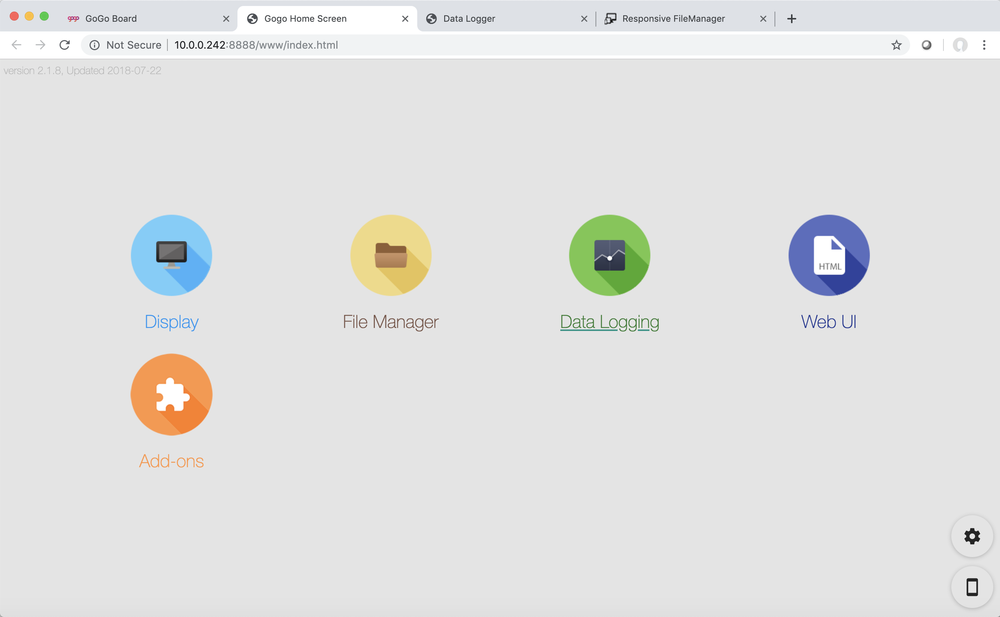 gogo GoGo Board Gogo Home Screen Data Logger Responsive FileManager
Not Secure 10.0.0.242:8888/www/index.html
version 2.1.8, Updated 2018-07-22
HTML
Display File Manager Data Logging Web UI
Add-ons